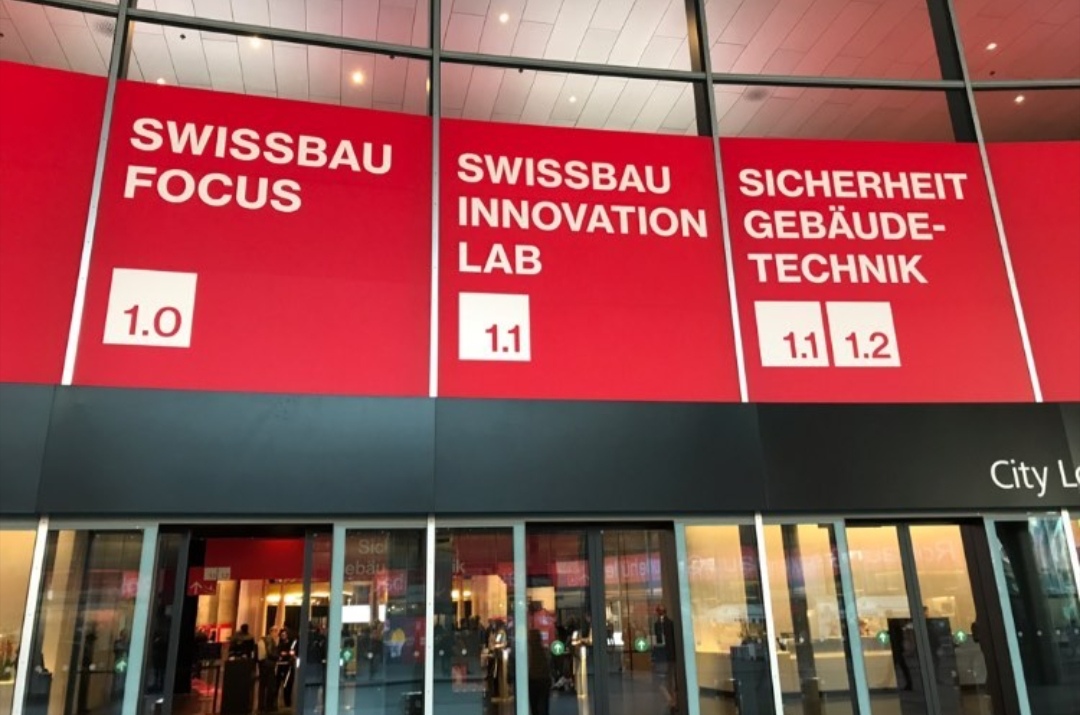 SWISSBAU
FOCUS
1.0
SWISSBAU
INNOVATION
LAB
1.1
SICHERHEIT
GEBÄUDE-
TECHNIK
1.1 1.2
City